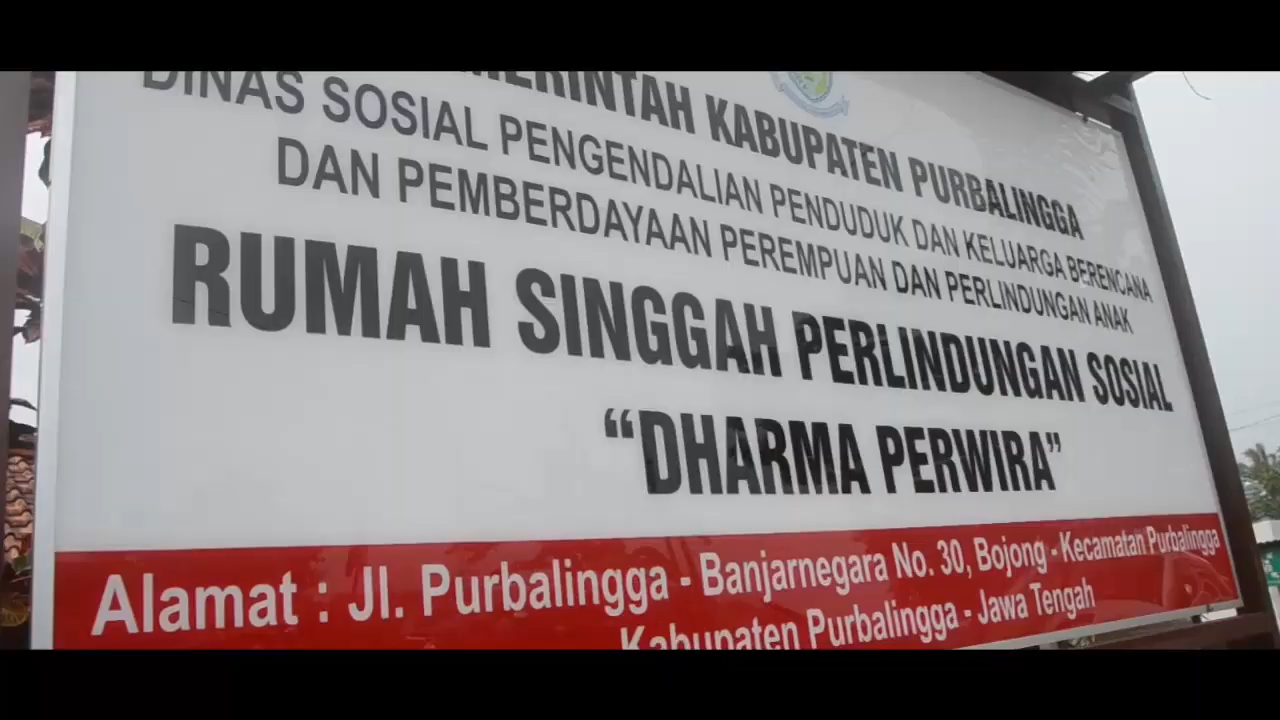 PEMERINTAH KABUPATEN PURBALINGGA
DINAS SOSIAL PENGENDALIAN PENDUDUK DAN KELUARGA BERENCANA
DAN PEMBERDAYAAN PEREMPUAN DAN PERLINDUNGAN ANAK
RUMAH SINGGAH PERLINDUNGAN SOSIAL
“DHARMA PERWIRA”
Alamat : Jl. Purbalingga - Banjarnegara No. 30, Bojong - Kecamatan Purbalingga
Kabupaten Purbalingga - Jawa Tengah